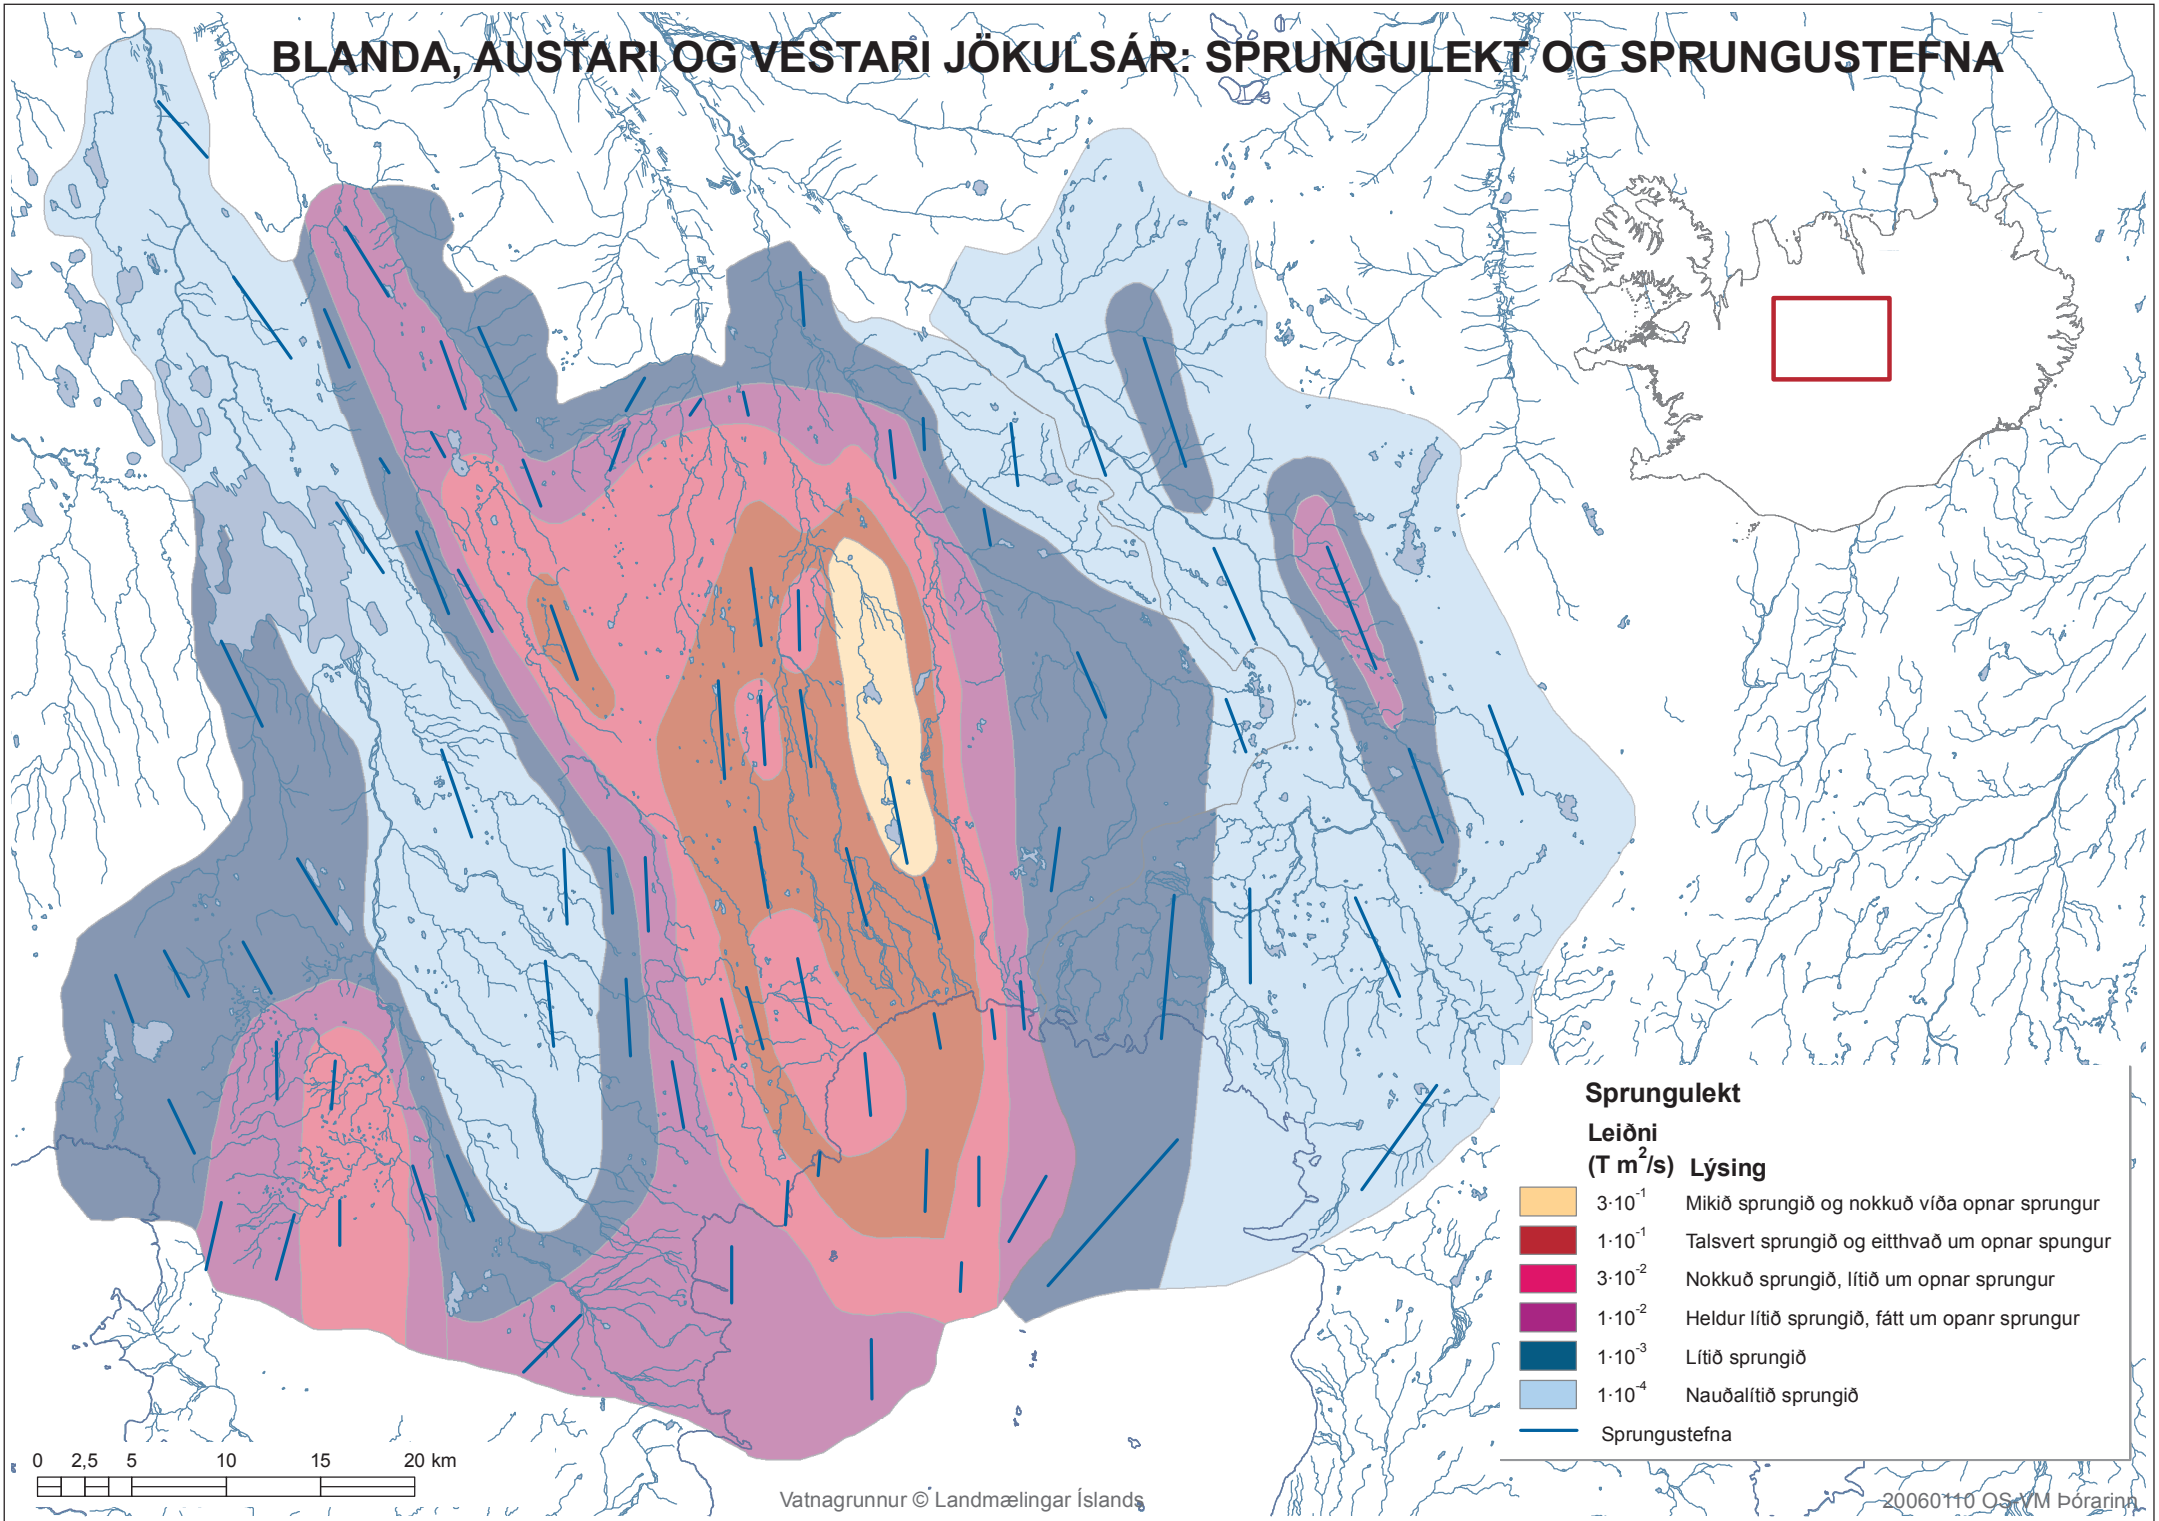 BLANDA, AUSTARI OG VESTARI JÖKULSÁR: SPRUNGULEKT OG SPRUNGUSTEFNA
Sprungulekt
Leiðni
(T m²/s) Lýsing
3·10⁻¹ Mikið sprungið og nokkuð víða opnar sprungur
1·10⁻¹ Talsvert sprungið og eitthvað um opnar spungur
3·10⁻² Nokkuð sprungið, lítið um opnar sprungur
1·10⁻² Heldur lítið sprungið, fátt um opanr sprungur
1·10⁻³ Lítið sprungið
1·10⁻⁴ Nauðalítið sprungið
Sprungustefna
0 2,5 5 10 15 20 km
Vatnagrunnur © Landmælingar Íslands
20060110 OS-VM Þórarinn